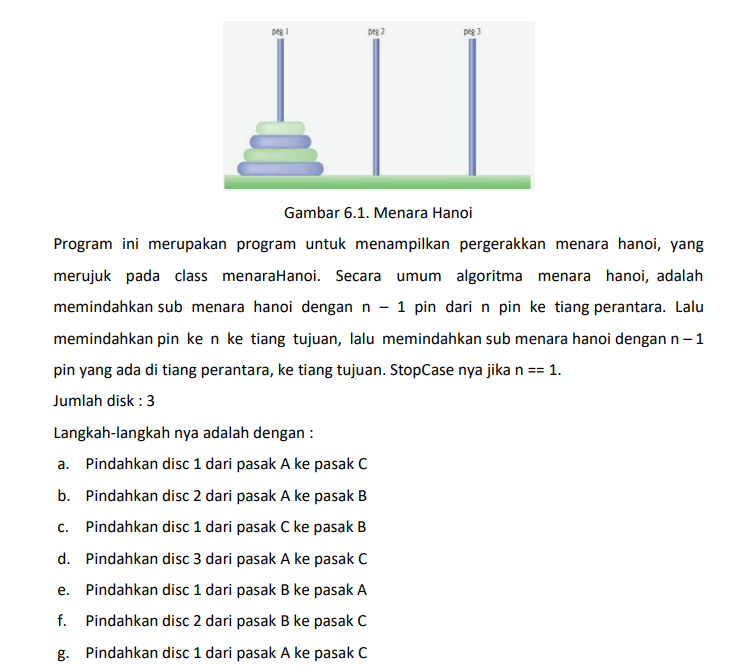 peg 1 peg 2 peg 3
Gambar 6.1. Menara Hanoi
Program ini merupakan program untuk menampilkan pergerakkan menara hanoi, yang
merujuk pada class menaraHanoi. Secara umum algoritma menara hanoi, adalah
memindahkan sub menara hanoi dengan n – 1 pin dari n pin ke tiang perantara. Lalu
memindahkan pin ke n ke tiang tujuan, lalu memindahkan sub menara hanoi dengan n – 1
pin yang ada di tiang perantara, ke tiang tujuan. StopCase nya jika n == 1.
Jumlah disk : 3
Langkah-langkah nya adalah dengan :
a. Pindahkan disc 1 dari pasak A ke pasak C
b. Pindahkan disc 2 dari pasak A ke pasak B
c. Pindahkan disc 1 dari pasak C ke pasak B
d. Pindahkan disc 3 dari pasak A ke pasak C
e. Pindahkan disc 1 dari pasak B ke pasak A
f. Pindahkan disc 2 dari pasak B ke pasak C
g. Pindahkan disc 1 dari pasak A ke pasak C